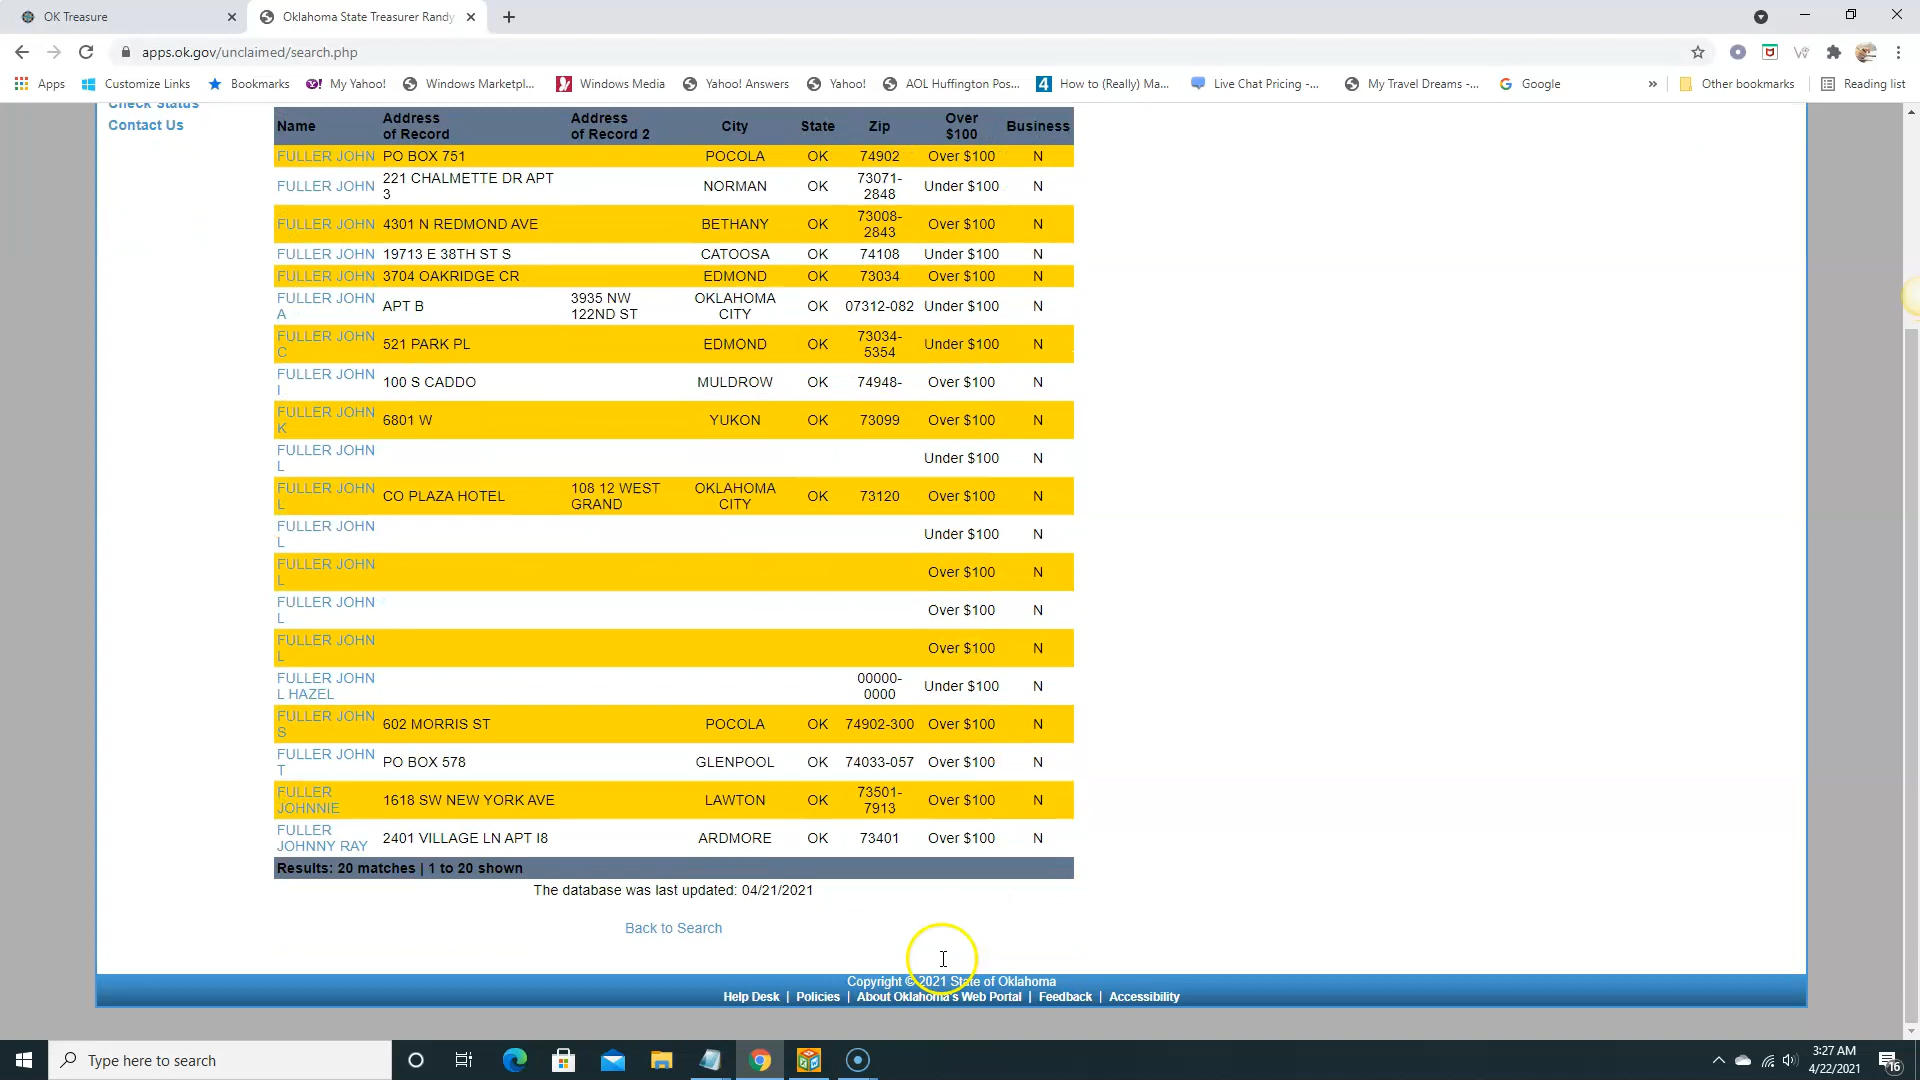 OK Treasure
Oklahoma State Treasurer Randy
apps.ok.gov/unclaimed/search.php
Apps Customize Links Bookmarks My Yahoo! Windows Marketpl... Windows Media Yahoo! Answers Yahoo! AOL Huffington Pos... How to (Really) Ma... Live Chat Pricing -... My Travel Dreams -... Google » Other bookmarks Reading list
Check Status
Contact Us
Name Address of Record Address of Record 2 City State Zip Over $100 Business
FULLER JOHN PO BOX 751 POCOLA OK 74902 Over $100 N
FULLER JOHN 221 CHALMETTE DR APT 3 NORMAN OK 73071-2848 Under $100 N
FULLER JOHN 4301 N REDMOND AVE BETHANY OK 73008-2843 Over $100 N
FULLER JOHN 19713 E 38TH ST S CATOOSA OK 74108 Under $100 N
FULLER JOHN 3704 OAKRIDGE CR EDMOND OK 73034 Over $100 N
FULLER JOHN A APT B 3935 NW 122ND ST OKLAHOMA CITY OK 07312-082 Under $100 N
FULLER JOHN C 521 PARK PL EDMOND OK 73034-5354 Under $100 N
FULLER JOHN I 100 S CADDO MULDROW OK 74948- Over $100 N
FULLER JOHN K 6801 W YUKON OK 73099 Over $100 N
FULLER JOHN L Under $100 N
FULLER JOHN L CO PLAZA HOTEL 108 12 WEST GRAND OKLAHOMA CITY OK 73120 Over $100 N
FULLER JOHN L Under $100 N
FULLER JOHN L Over $100 N
FULLER JOHN L Over $100 N
FULLER JOHN L Over $100 N
FULLER JOHN L HAZEL 00000-0000 Under $100 N
FULLER JOHN S 602 MORRIS ST POCOLA OK 74902-300 Over $100 N
FULLER JOHN T PO BOX 578 GLENPOOL OK 74033-057 Over $100 N
FULLER JOHNNIE 1618 SW NEW YORK AVE LAWTON OK 73501-7913 Over $100 N
FULLER JOHNNY RAY 2401 VILLAGE LN APT I8 ARDMORE OK 73401 Over $100 N
Results: 20 matches | 1 to 20 shown
The database was last updated: 04/21/2021
Back to Search
Copyright © 2021 State of Oklahoma
Help Desk | Policies | About Oklahoma's Web Portal | Feedback | Accessibility
Type here to search
3:27 AM
4/22/2021
16